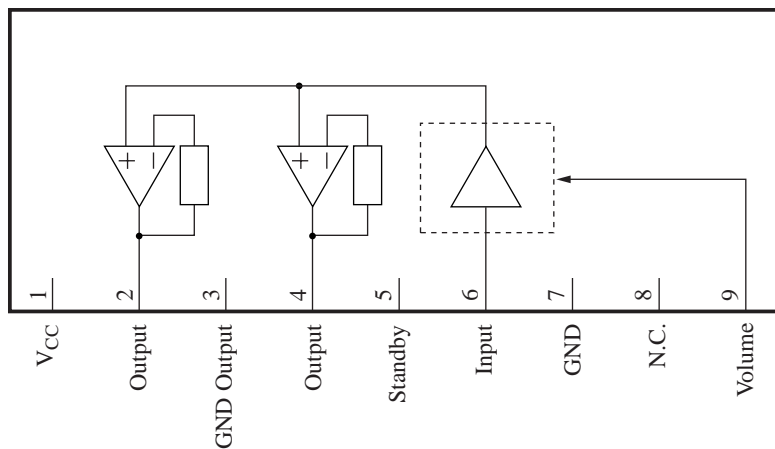 + −
+ −
1
2
3
4
5
6
7
8
9
VCC
Output
GND Output
Output
Standby
Input
GND
N.C.
Volume